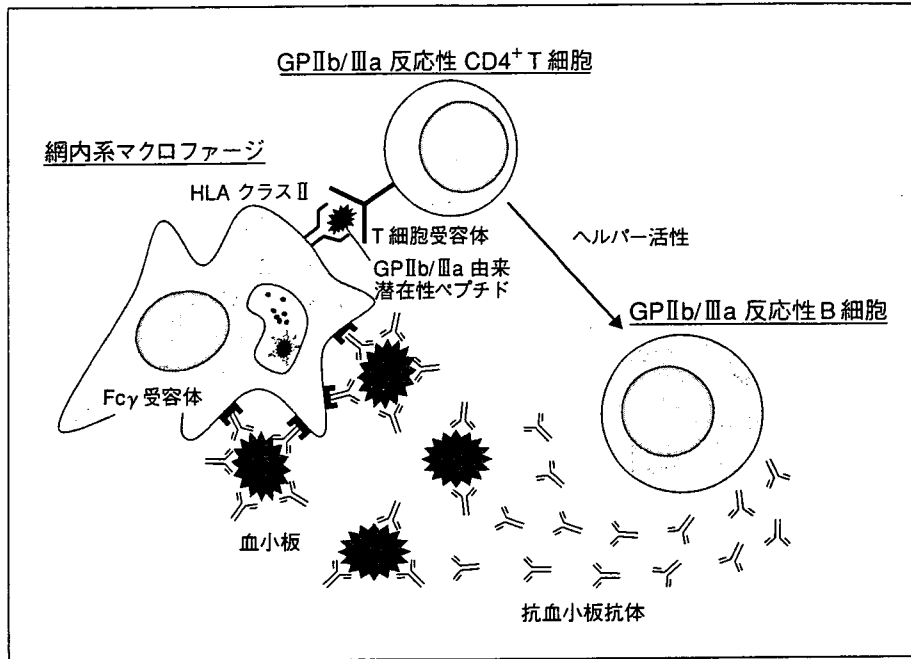 GPⅡb/Ⅲa 反応性 CD4⁺ T 細胞
網内系マクロファージ
HLA クラスⅡ
T 細胞受容体
GPⅡb/Ⅲa 由来
潜在性ペプチド
ヘルパー活性
GPⅡb/Ⅲa 反応性 B 細胞
Fcγ 受容体
血小板
抗血小板抗体